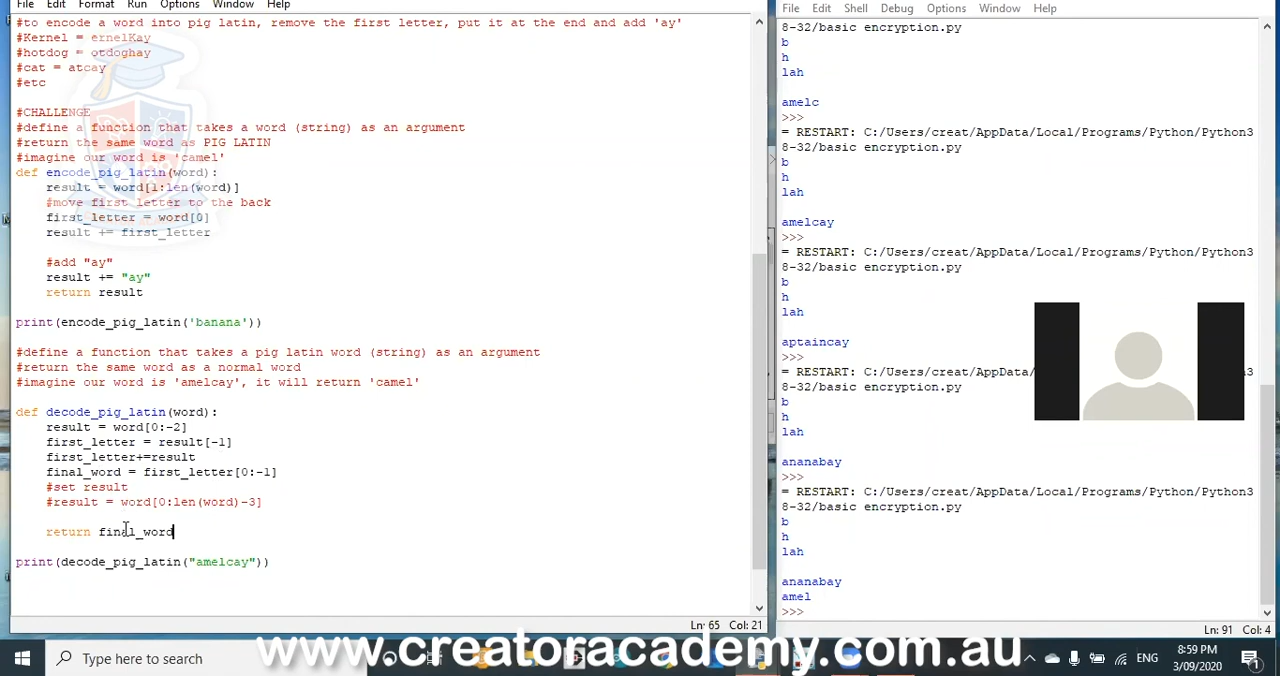 File Edit Format Run Options Window Help
#to encode a word into pig latin, remove the first letter, put it at the end and add 'ay'
#Kernel = ernelKay
#hotdog = otdoghay
#cat = atcay
#etc
#CHALLENGE
#define a function that takes a word (string) as an argument
#return the same word as PIG LATIN
#imagine our word is 'camel'
def encode_pig_latin(word):
result = word[1:len(word)]
#move first letter to the back
first_letter = word[0]
result += first_letter
#add "ay"
result += "ay"
return result
print(encode_pig_latin('banana'))
#define a function that takes a pig latin word (string) as an argument
#return the same word as a normal word
#imagine our word is 'amelcay', it will return 'camel'
def decode_pig_latin(word):
result = word[0:-2]
first_letter = result[-1]
first_letter+=result
final_word = first_letter[0:-1]
#set result
#result = word[0:len(word)-3]
return final_word
print(decode_pig_latin("amelcay"))
Ln: 65 Col: 21
File Edit Shell Debug Options Window Help
8-32/basic encryption.py
b
h
lah
amelc
>>>
= RESTART: C:/Users/creat/AppData/Local/Programs/Python/Python3
8-32/basic encryption.py
b
h
lah
amelcay
>>>
= RESTART: C:/Users/creat/AppData/Local/Programs/Python/Python3
8-32/basic encryption.py
b
h
lah
aptaincay
>>>
= RESTART: C:/Users/creat/AppData/Local/Programs/Python/Python3
8-32/basic encryption.py
b
h
lah
ananabay
>>>
= RESTART: C:/Users/creat/AppData/Local/Programs/Python/Python3
8-32/basic encryption.py
b
h
lah
ananabay
amel
>>>
Ln: 91 Col: 4
www.creatoracademy.com.au
Type here to search
ENG
8:59 PM
3/09/2020
1